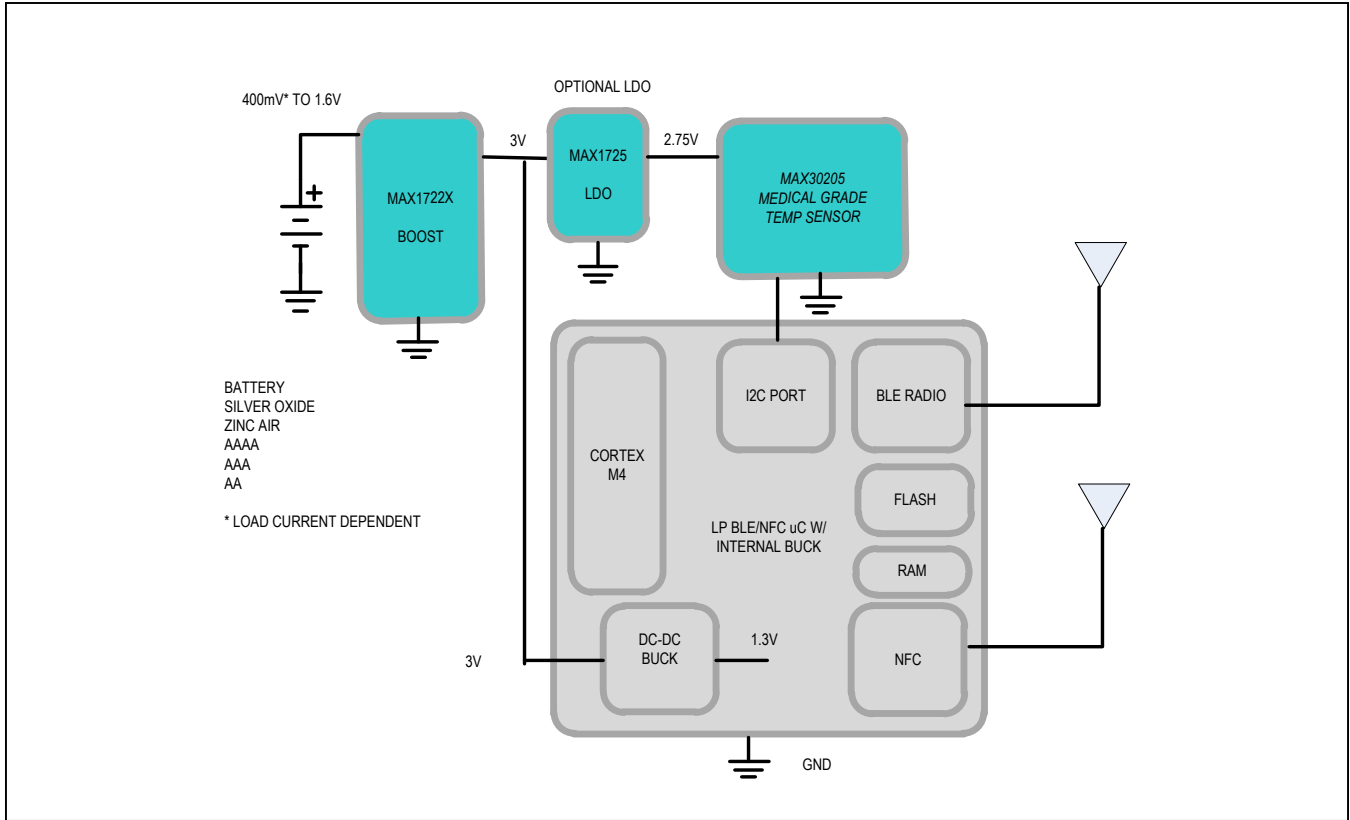 OPTIONAL LDO
400mV* TO 1.6V
3V
2.75V
MAX1722X
BOOST
MAX1725
LDO
MAX30205
MEDICAL GRADE
TEMP SENSOR
BATTERY
SILVER OXIDE
ZINC AIR
AAAA
AAA
AA
* LOAD CURRENT DEPENDENT
CORTEX
M4
I2C PORT
BLE RADIO
FLASH
LP BLE/NFC uC W/
INTERNAL BUCK
RAM
3V
DC-DC
BUCK
1.3V
NFC
GND